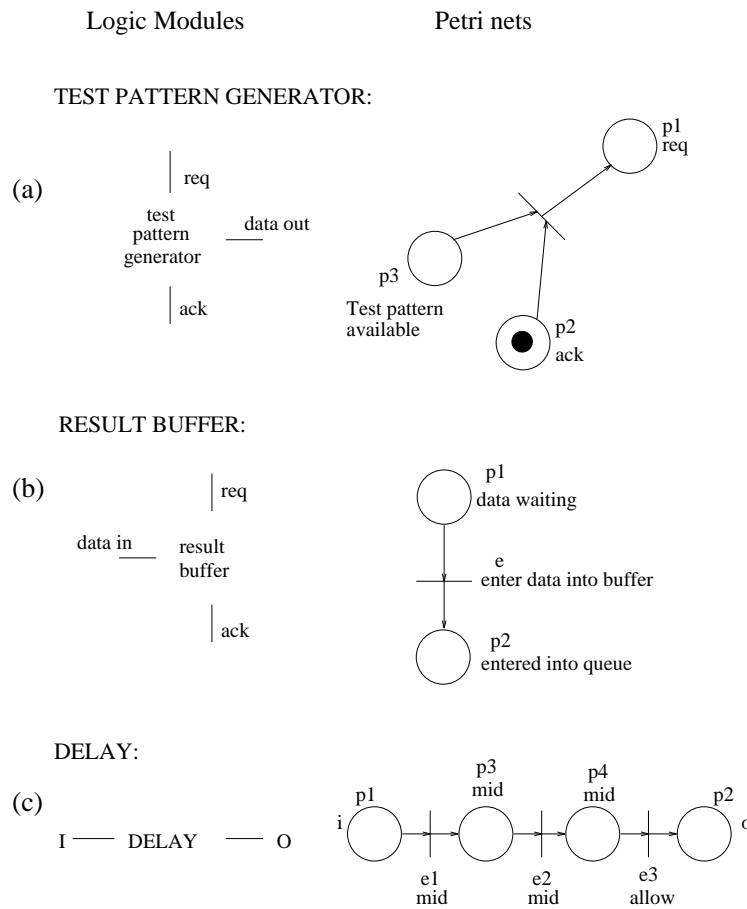 Logic Modules
Petri nets
TEST PATTERN GENERATOR:
(a)
req
test
pattern
generator
data out
ack
p1
req
p3
Test pattern
available
p2
ack
RESULT BUFFER:
(b)
req
data in
result
buffer
ack
p1
data waiting
e
enter data into buffer
p2
entered into queue
DELAY:
(c)
I
DELAY
O
i
p1
p3
mid
p4
mid
p2
o
e1
mid
e2
mid
e3
allow